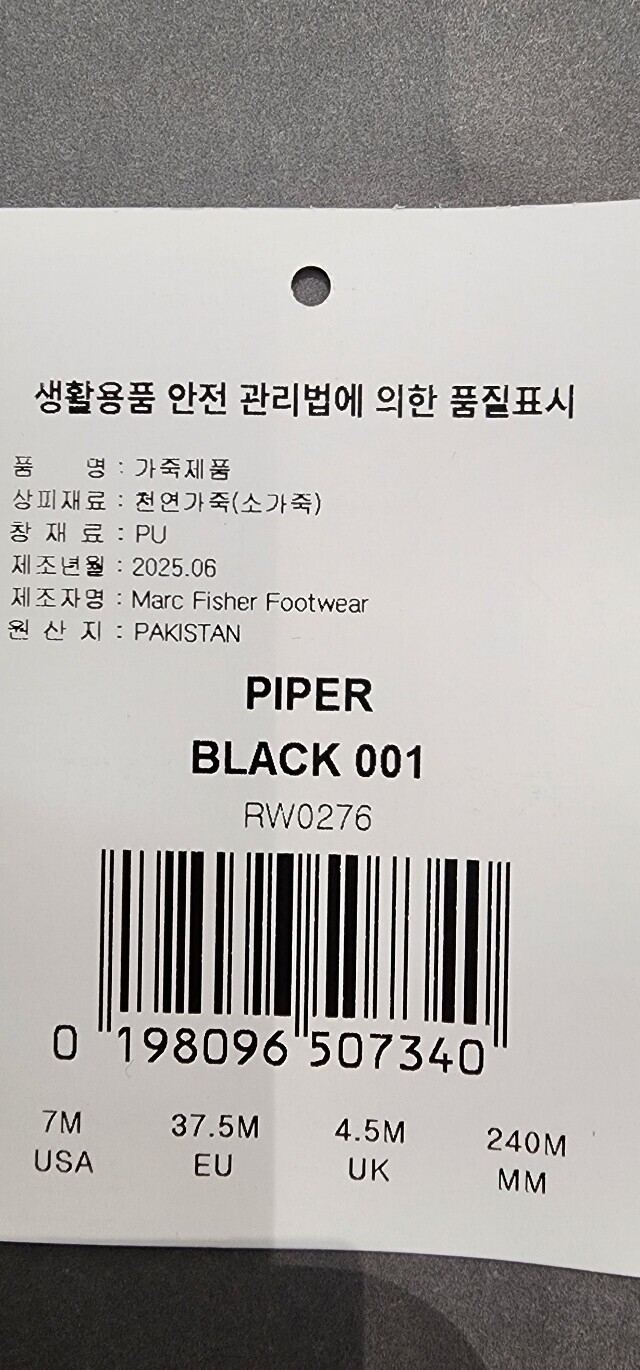 생활용품 안전 관리법에 의한 품질표시
품 명 : 가죽제품
상피재료 : 천연가죽(소가죽)
창 재 료 : PU
제조년월 : 2025.06
제조자명 : Marc Fisher Footwear
원 산 지 : PAKISTAN
PIPER
BLACK 001
RW0276
0 198096 507340
7M 37.5M 4.5M 240M
USA EU UK MM